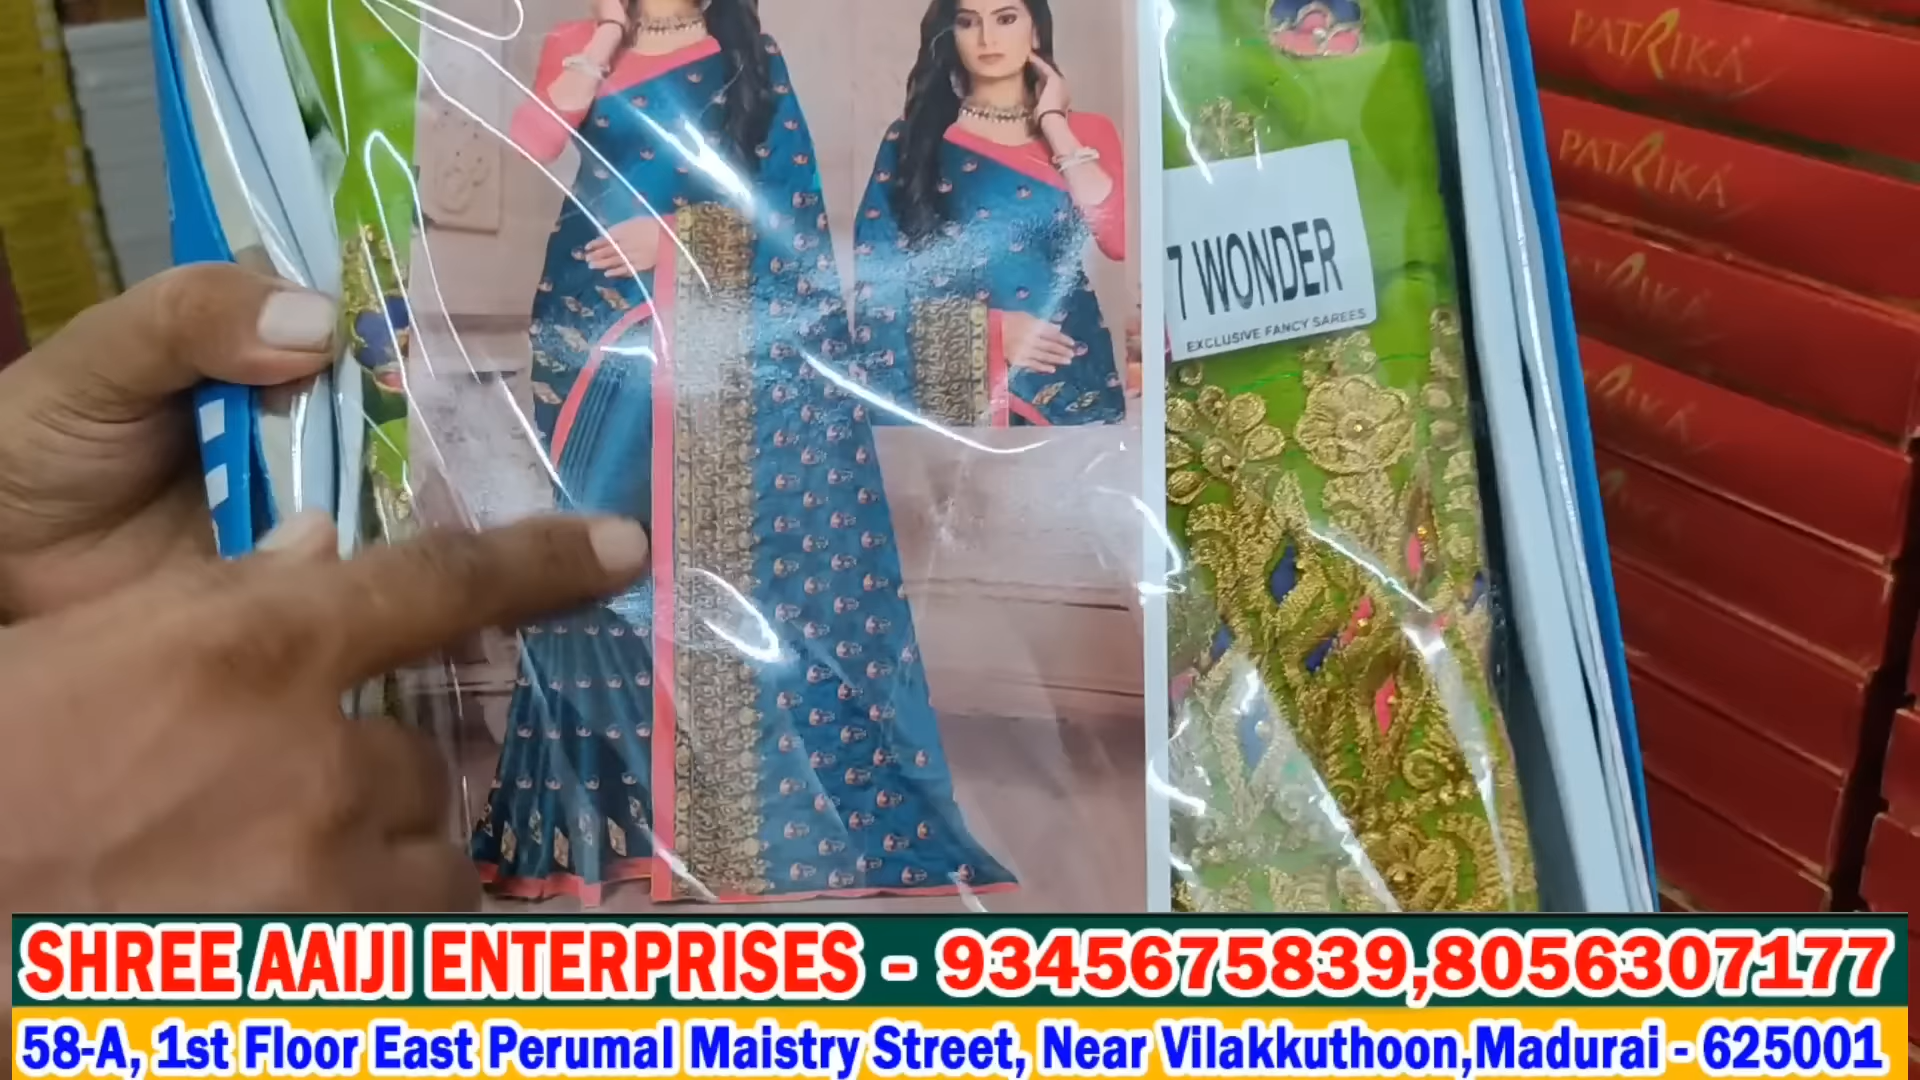 PATRIKA
PATRIKA
7 WONDER
EXCLUSIVE FANCY SAREES
SHREE AAIJI ENTERPRISES - 9345675839,8056307177
58-A, 1st Floor East Perumal Maistry Street, Near Vilakkuthoon,Madurai - 625001